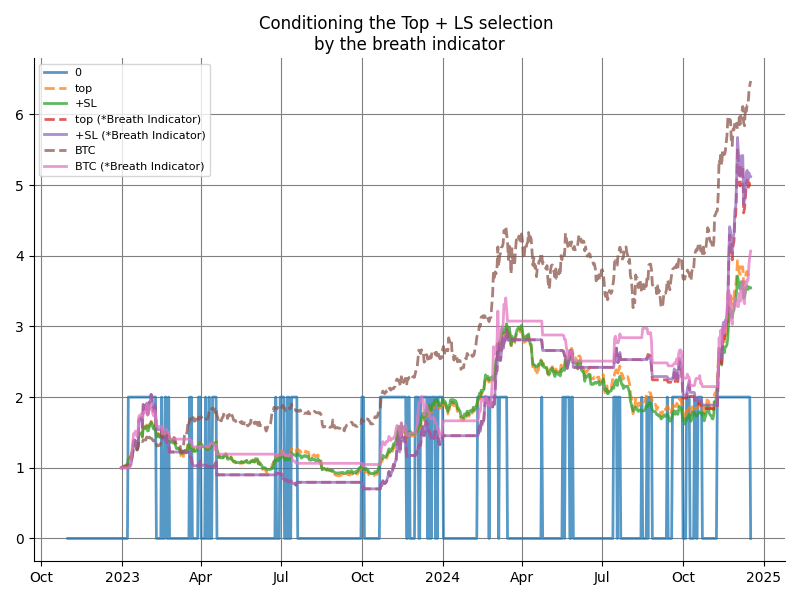 Conditioning the Top + LS selection
by the breath indicator
0
top
+SL
top (*Breath Indicator)
+SL (*Breath Indicator)
BTC
BTC (*Breath Indicator)
6
5
4
3
2
1
0
Oct 2023 Apr Jul Oct 2024 Apr Jul Oct 2025